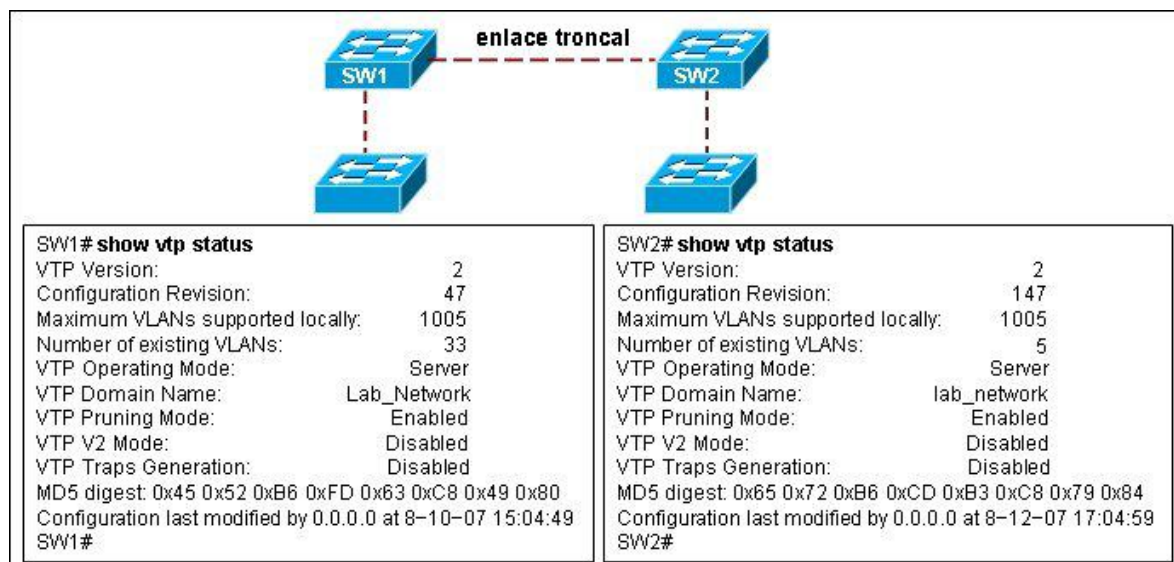 enlace troncal
SW1
SW2
SW1# show vtp status
VTP Version: 2
Configuration Revision: 47
Maximum VLANs supported locally: 1005
Number of existing VLANs: 33
VTP Operating Mode: Server
VTP Domain Name: Lab_Network
VTP Pruning Mode: Enabled
VTP V2 Mode: Disabled
VTP Traps Generation: Disabled
MD5 digest: 0x45 0x52 0xB6 0xFD 0x63 0xC8 0x49 0x80
Configuration last modified by 0.0.0.0 at 8-10-07 15:04:49
SW1#
SW2# show vtp status
VTP Version: 2
Configuration Revision: 147
Maximum VLANs supported locally: 1005
Number of existing VLANs: 5
VTP Operating Mode: Server
VTP Domain Name: lab_network
VTP Pruning Mode: Enabled
VTP V2 Mode: Disabled
VTP Traps Generation: Disabled
MD5 digest: 0x65 0x72 0xB6 0xCD 0xB3 0xC8 0x79 0x84
Configuration last modified by 0.0.0.0 at 8-12-07 17:04:59
SW2#